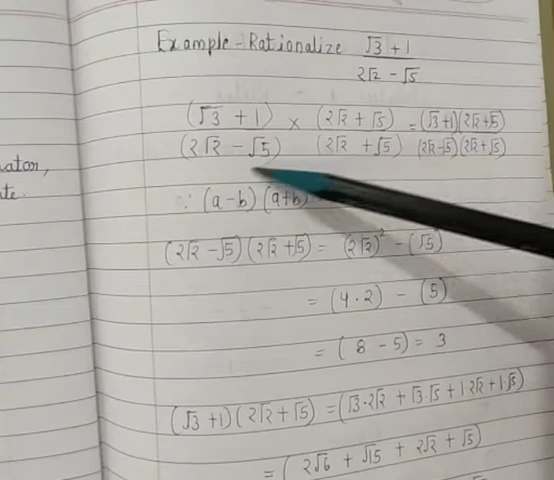 Example - Rationalize √3 + 1
2√2 - √5
(√3 + 1) × (2√2 + √5) = (√3+1)(2√2+√5)
(2√2 - √5) (2√2 + √5) (2√2-√5)(2√2+√5)
∵ (a-b)(a+b)
(2√2 - √5)(2√2 + √5) = (2√2)² - (√5)
= (4·2) - (5)
= (8 - 5) = 3
(√3 + 1)(2√2 + √5) = (√3·2√2 + √3·√5 + 1·2√2 + 1·√5)
= (2√6 + √15 + 2√2 + √5)